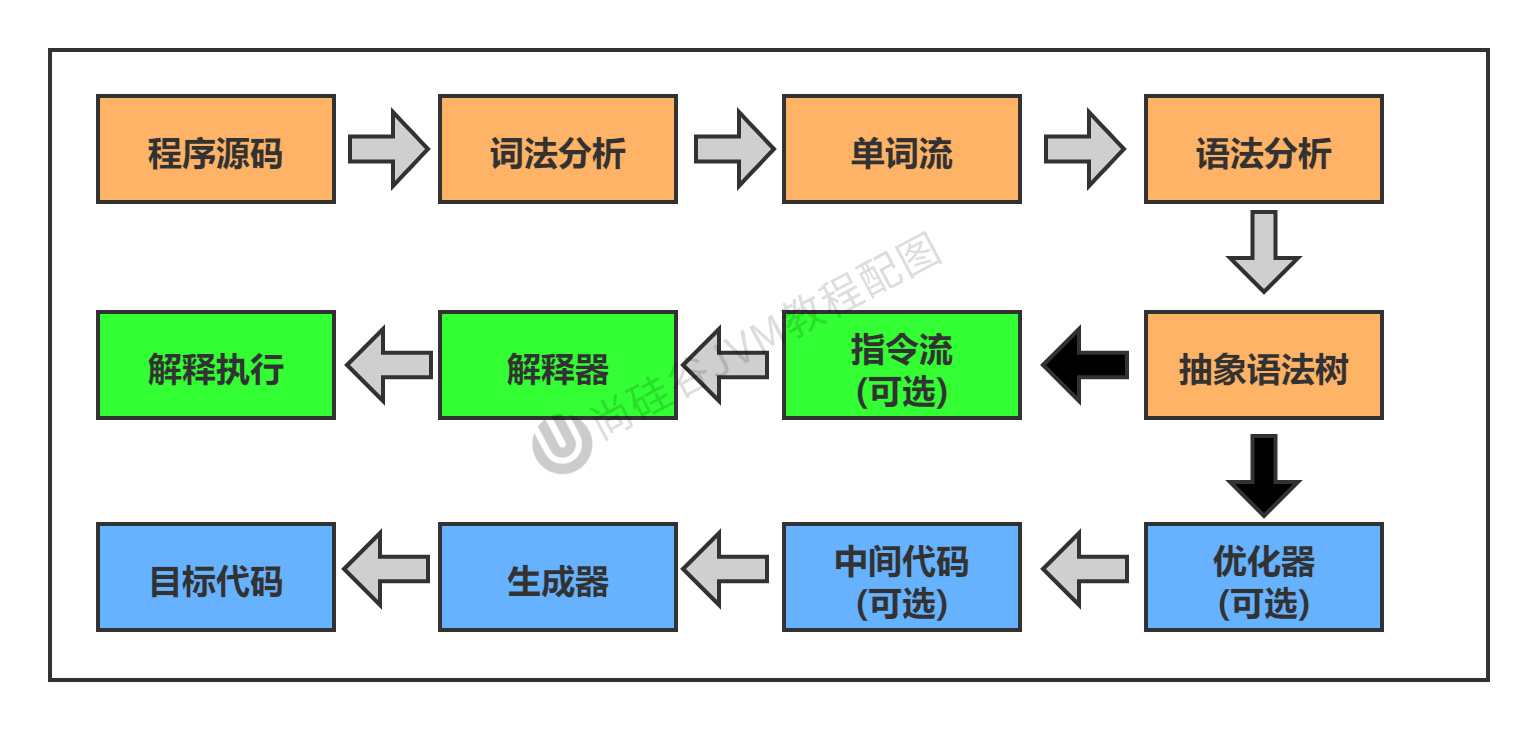 程序源码
词法分析
单词流
语法分析
解释执行
解释器
指令流
(可选)
抽象语法树
目标代码
生成器
中间代码
(可选)
优化器
(可选)
尚硅谷JVM教程配图